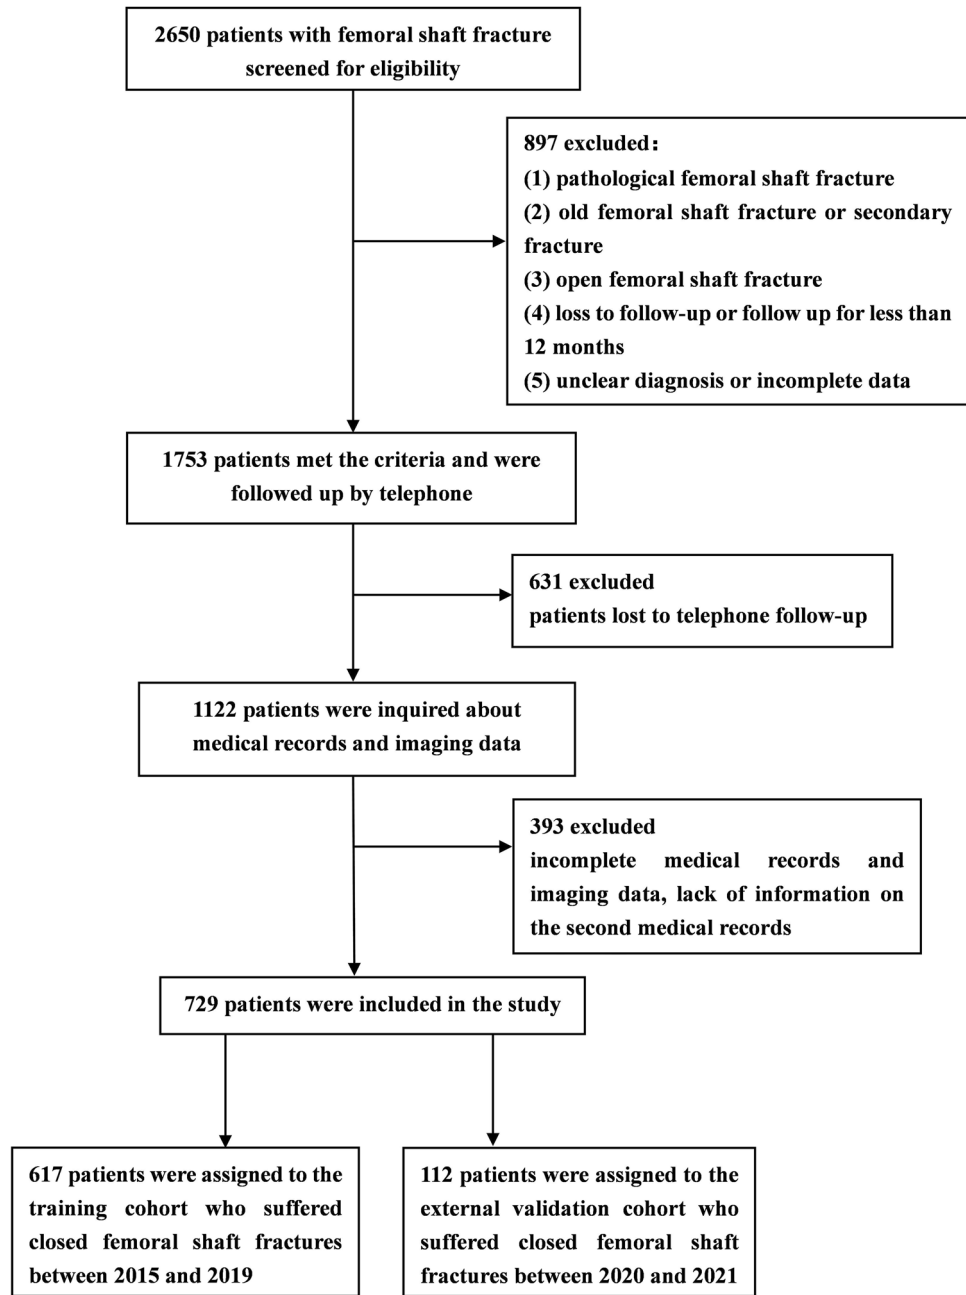 2650 patients with femoral shaft fracture
screened for eligibility
897 excluded：
(1) pathological femoral shaft fracture
(2) old femoral shaft fracture or secondary
fracture
(3) open femoral shaft fracture
(4) loss to follow-up or follow up for less than
12 months
(5) unclear diagnosis or incomplete data
1753 patients met the criteria and were
followed up by telephone
631 excluded
patients lost to telephone follow-up
1122 patients were inquired about
medical records and imaging data
393 excluded
incomplete medical records and
imaging data, lack of information on
the second medical records
729 patients were included in the study
617 patients were assigned to the
training cohort who suffered
closed femoral shaft fractures
between 2015 and 2019
112 patients were assigned to the
external validation cohort who
suffered closed femoral shaft
fractures between 2020 and 2021